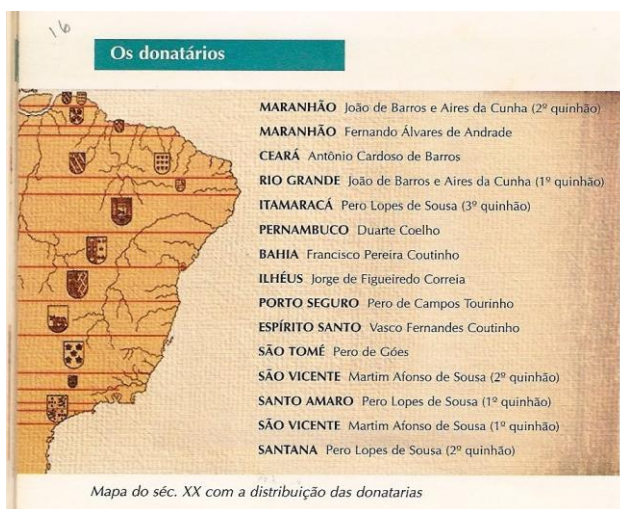 16
Os donatários
MARANHÃO João de Barros e Aires da Cunha (2º quinhão)
MARANHÃO Fernando Álvares de Andrade
CEARÁ Antônio Cardoso de Barros
RIO GRANDE João de Barros e Aires da Cunha (1º quinhão)
ITAMARACÁ Pero Lopes de Sousa (3º quinhão)
PERNAMBUCO Duarte Coelho
BAHIA Francisco Pereira Coutinho
ILHÉUS Jorge de Figueiredo Correia
PORTO SEGURO Pero de Campos Tourinho
ESPÍRITO SANTO Vasco Fernandes Coutinho
SÃO TOMÉ Pero de Góes
SÃO VICENTE Martim Afonso de Sousa (2º quinhão)
SANTO AMARO Pero Lopes de Sousa (1º quinhão)
SÃO VICENTE Martim Afonso de Sousa (1º quinhão)
SANTANA Pero Lopes de Sousa (2º quinhão)
Mapa do séc. XX com a distribuição das donatarias